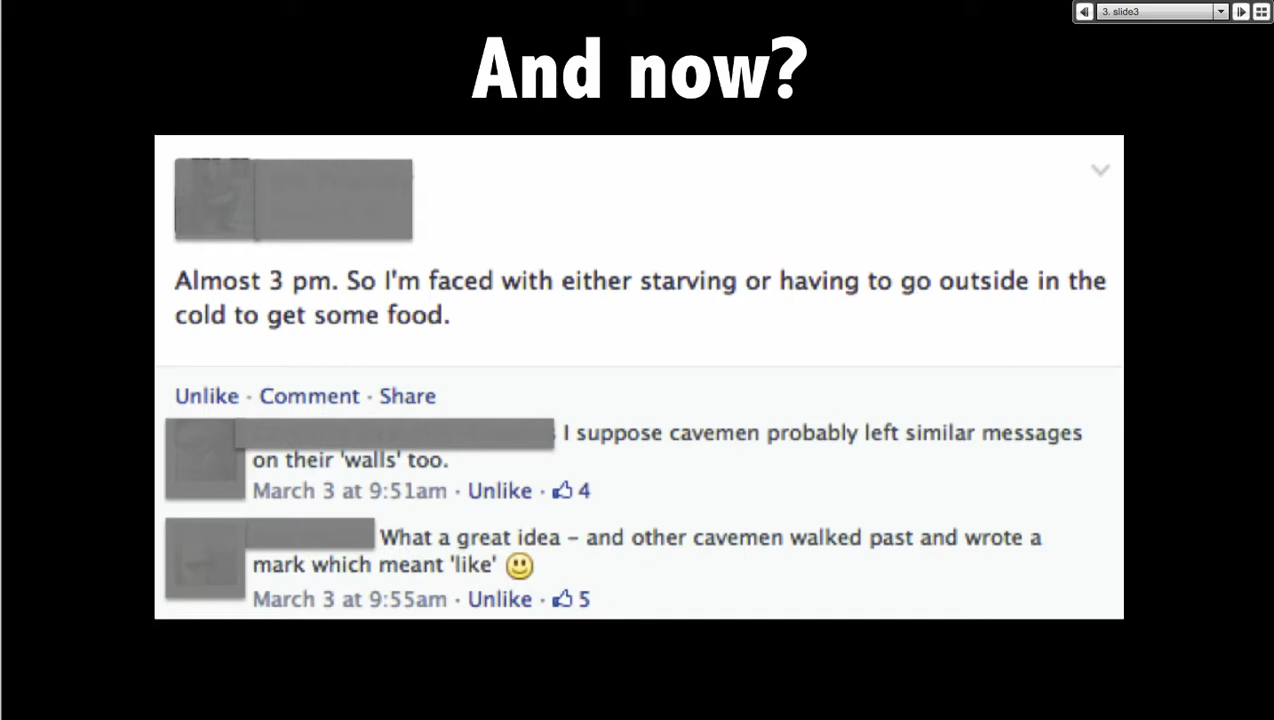 3. slide3
And now?
Almost 3 pm. So I'm faced with either starving or having to go outside in the
cold to get some food.
Unlike · Comment · Share
I suppose cavemen probably left similar messages
on their 'walls' too.
March 3 at 9:51am · Unlike · 4
What a great idea – and other cavemen walked past and wrote a
mark which meant 'like'
March 3 at 9:55am · Unlike · 5